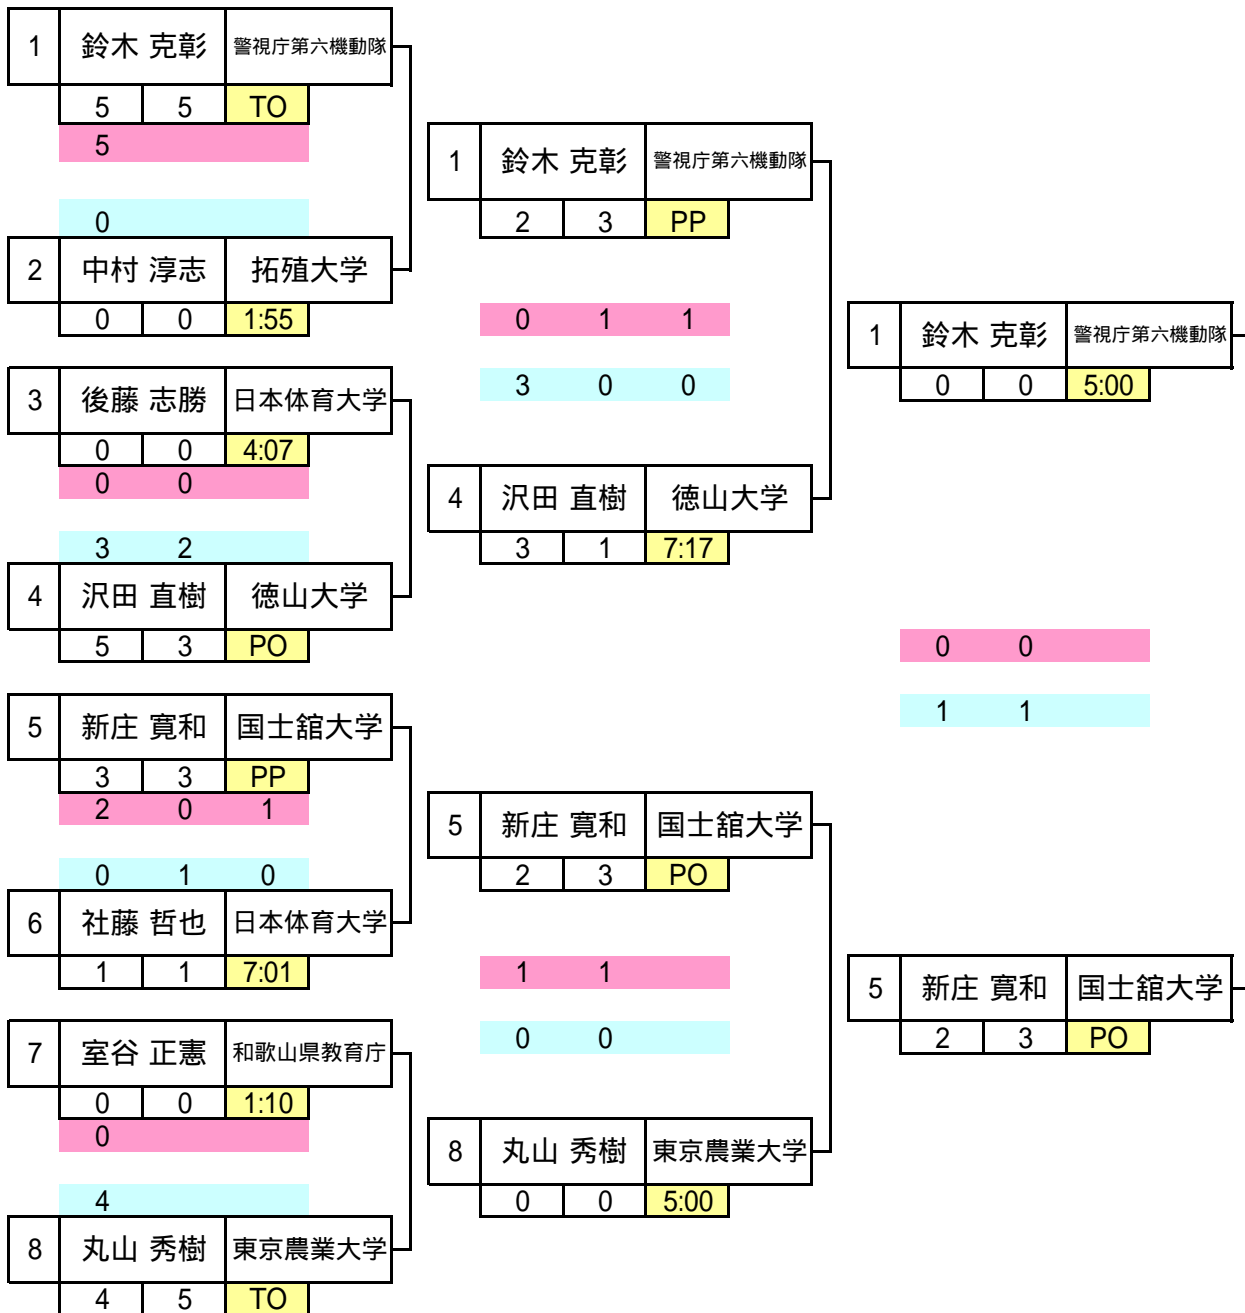 1 鈴木 克彰 警視庁第六機動隊
5 5 TO
5
0
2 中村 淳志 拓殖大学
0 0 1:55
3 後藤 志勝 日本体育大学
0 0 4:07
0 0
3 2
4 沢田 直樹 徳山大学
5 3 PO
5 新庄 寛和 国士舘大学
3 3 PP
2 0 1
0 1 0
6 社藤 哲也 日本体育大学
1 1 7:01
7 室谷 正憲 和歌山県教育庁
0 0 1:10
0
4
8 丸山 秀樹 東京農業大学
4 5 TO
1 鈴木 克彰 警視庁第六機動隊
2 3 PP
0 1 1
3 0 0
4 沢田 直樹 徳山大学
3 1 7:17
5 新庄 寛和 国士舘大学
2 3 PO
1 1
0 0
8 丸山 秀樹 東京農業大学
0 0 5:00
1 鈴木 克彰 警視庁第六機動隊
0 0 5:00
0 0
1 1
5 新庄 寛和 国士舘大学
2 3 PO